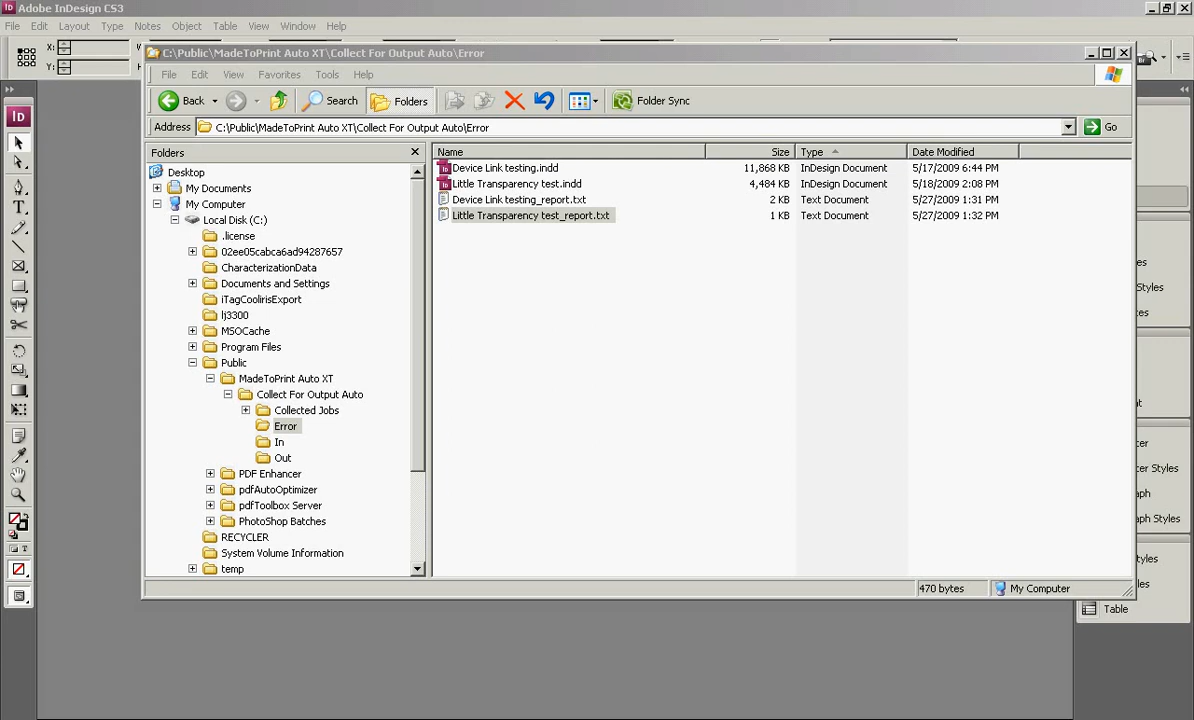 Adobe InDesign CS3
File Edit Layout Type Notes Object Table View Window Help
X:
Y:
C:\Public\MadeToPrint Auto XT\Collect For Output Auto\Error
File Edit View Favorites Tools Help
Back Search Folders Folder Sync
Address C:\Public\MadeToPrint Auto XT\Collect For Output Auto\Error Go
Folders
Name Size Type Date Modified
Device Link testing.indd 11,868 KB InDesign Document 5/17/2009 6:44 PM
Little Transparency test.indd 4,484 KB InDesign Document 5/18/2009 2:08 PM
Device Link testing_report.txt 2 KB Text Document 5/27/2009 1:31 PM
Little Transparency test_report.txt 1 KB Text Document 5/27/2009 1:32 PM
Desktop
My Documents
My Computer
Local Disk (C:)
.license
02ee05cabca6ad94287657
CharacterizationData
Documents and Settings
iTagCoolirisExport
lj3300
MSOCache
Program Files
Public
MadeToPrint Auto XT
Collect For Output Auto
Collected Jobs
Error
In
Out
PDF Enhancer
pdfAutoOptimizer
pdfToolbox Server
PhotoShop Batches
RECYCLER
System Volume Information
temp
470 bytes My Computer
Styles
cer Styles
aph
aph Styles
tyles
Table